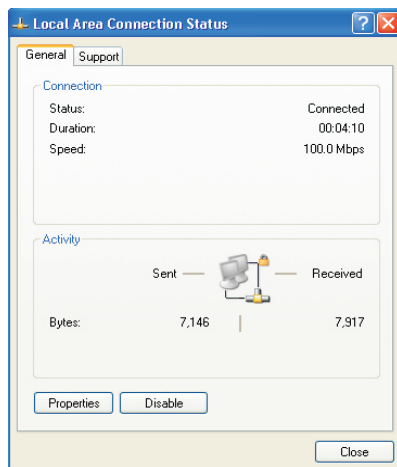 Local Area Connection Status
General Support
Connection
Status: Connected
Duration: 00:04:10
Speed: 100.0 Mbps
Activity
Sent Received
Bytes: 7,146 7,917
Properties Disable
Close